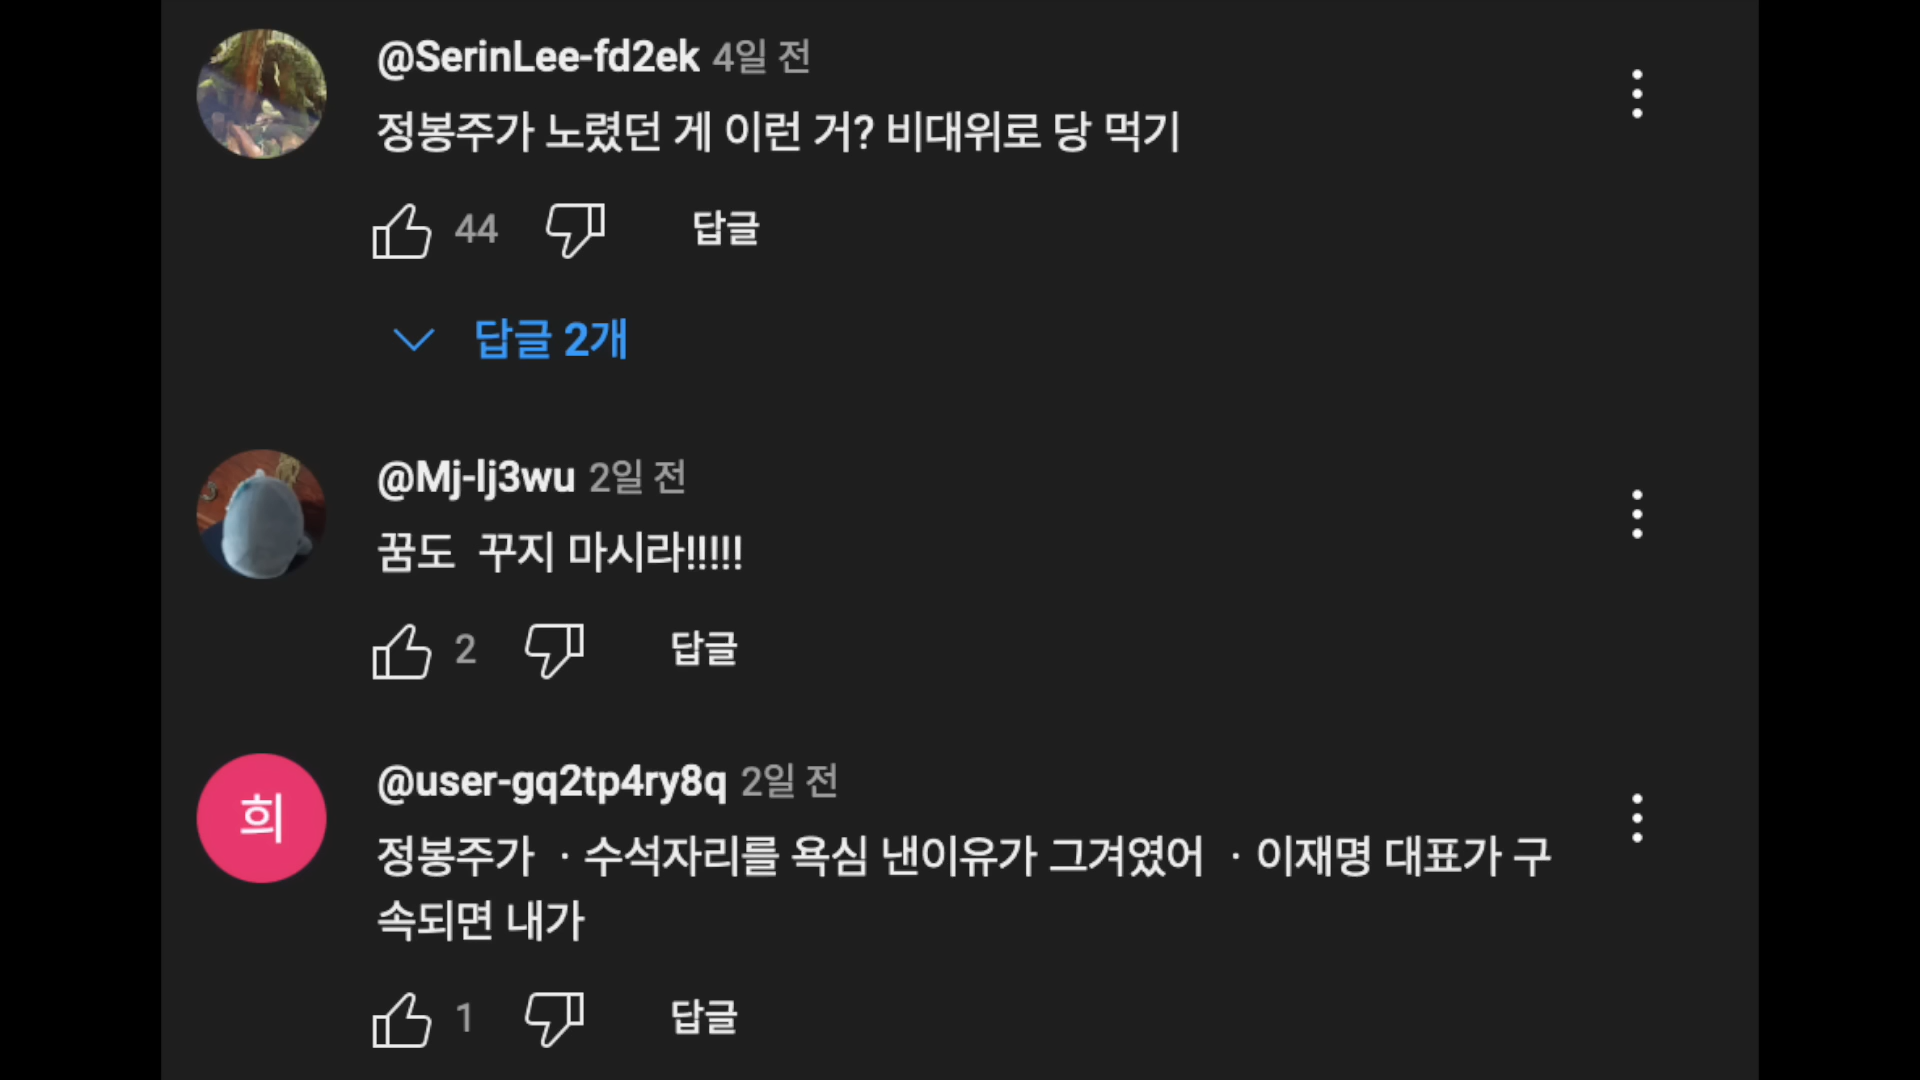 @SerinLee-fd2ek 4일 전
정봉주가 노렸던 게 이런 거? 비대위로 당 먹기
44 답글
답글 2개
@Mj-lj3wu 2일 전
꿈도 꾸지 마시라!!!!!
2 답글
희
@user-gq2tp4ry8q 2일 전
정봉주가 · 수석자리를 욕심 낸이유가 그겨였어 · 이재명 대표가 구
속되면 내가
1 답글